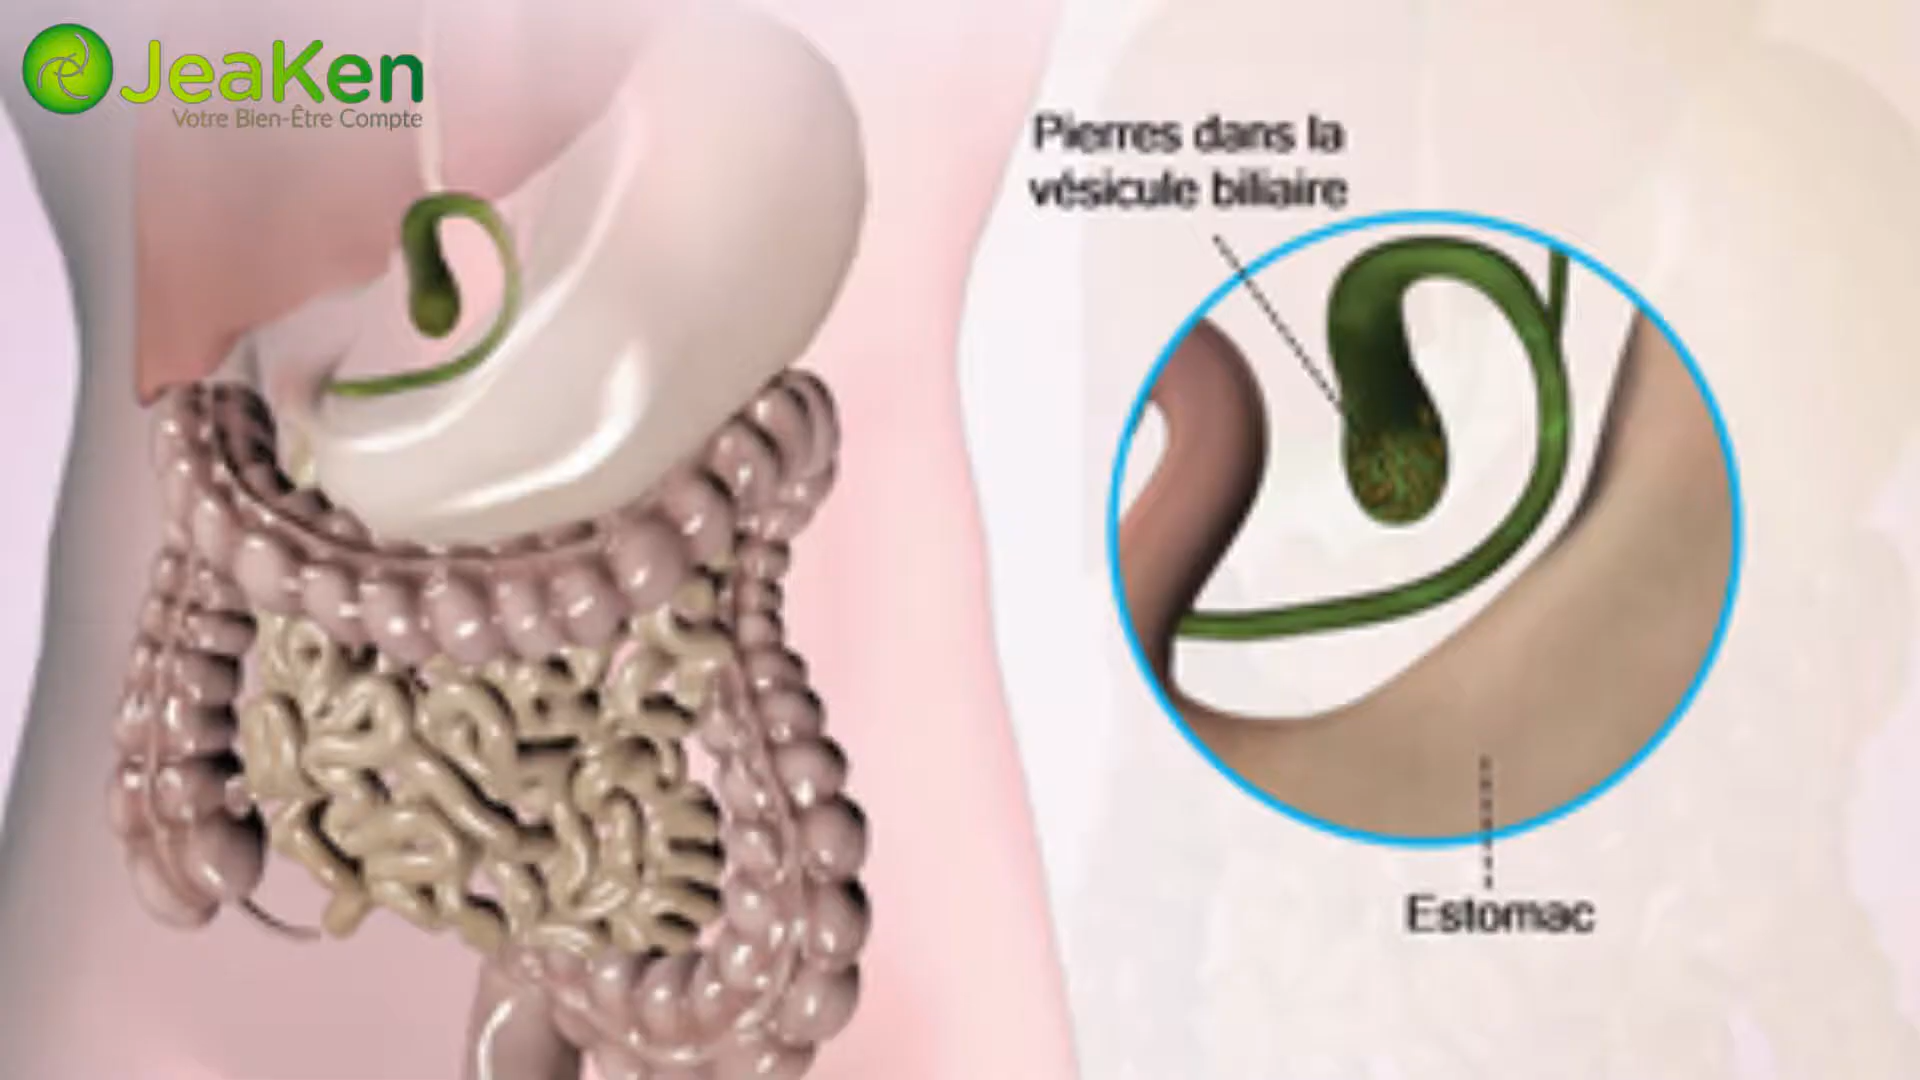 JeaKen
Votre Bien-Être Compte
Pierres dans la
vésicule biliaire
Estomac